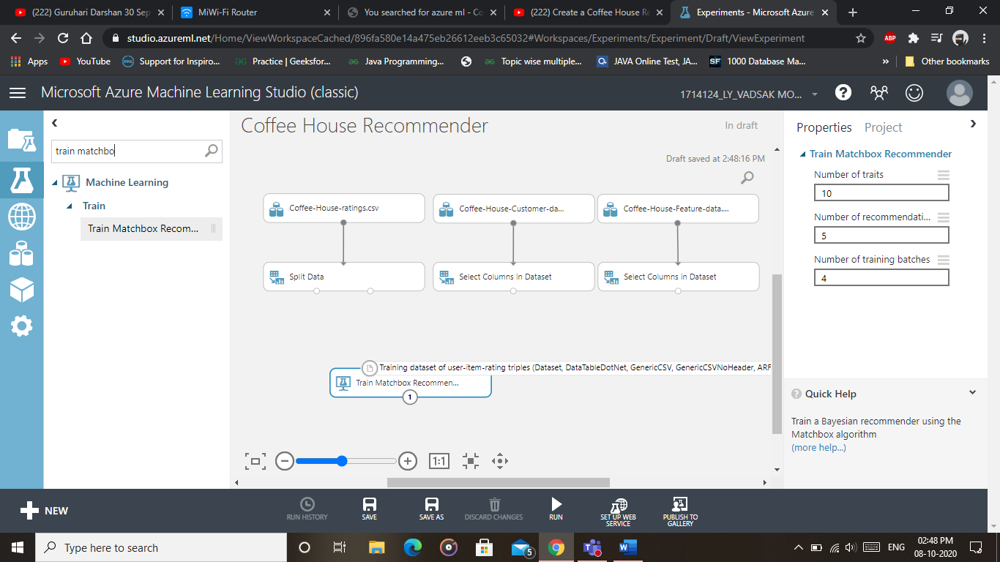 (222) Guruhari Darshan 30 Sep
MiWi-Fi Router
You searched for azure ml - Co
(222) Create a Coffee House Re
Experiments - Microsoft Azure
studio.azureml.net/Home/ViewWorkspaceCached/896fa580e14a475eb26612eeb3c65032#Workspaces/Experiments/Experiment/Draft/ViewExperiment
ABP
Apps
YouTube
Support for Inspiro...
Practice | Geeksfor...
Java Programming...
Topic wise multiple...
JAVA Online Test, JA...
SF
1000 Database Ma...
»
Other bookmarks
Microsoft Azure Machine Learning Studio (classic)
1714124_LY_VADSAK MO...
train matchbo
Machine Learning
Train
Train Matchbox Recom...
Coffee House Recommender
In draft
Draft saved at 2:48:16 PM
Coffee-House-ratings.csv
Coffee-House-Customer-da...
Coffee-House-Feature-data....
Split Data
Select Columns in Dataset
Select Columns in Dataset
Training dataset of user-item-rating triples (Dataset, DataTableDotNet, GenericCSV, GenericCSVNoHeader, ARF
Train Matchbox Recommen...
1
1:1
Properties
Project
Train Matchbox Recommender
Number of traits
10
Number of recommendati...
5
Number of training batches
4
Quick Help
Train a Bayesian recommender using the
Matchbox algorithm
(more help...)
NEW
RUN HISTORY
SAVE
SAVE AS
DISCARD CHANGES
RUN
SET UP WEB
SERVICE
PUBLISH TO
GALLERY
Type here to search
5
ENG
02:48 PM
08-10-2020